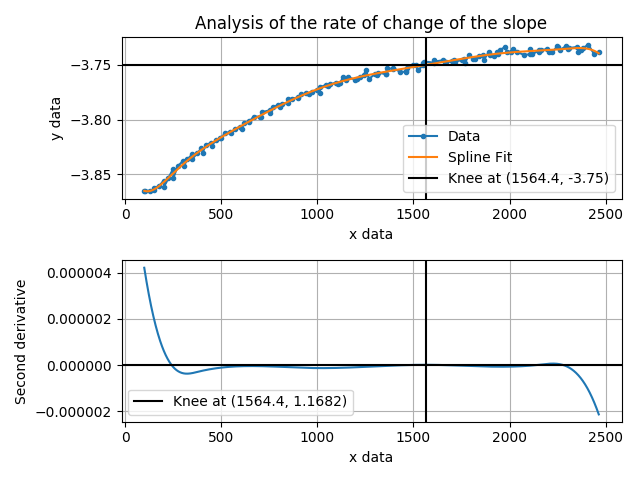 Analysis of the rate of change of the slope
−3.75
−3.80
−3.85
y data
Data
Spline Fit
Knee at (1564.4, -3.75)
0 500 1000 1500 2000 2500
x data
0.000004
0.000002
0.000000
−0.000002
Second derivative
Knee at (1564.4, 1.1682)
0 500 1000 1500 2000 2500
x data